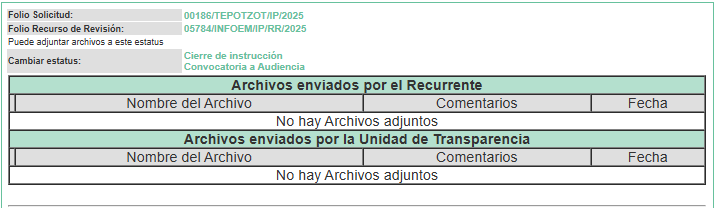 Folio Solicitud: 00186/TEPOTZOT/IP/2025
Folio Recurso de Revisión: 05784/INFOEM/IP/RR/2025
Puede adjuntar archivos a este estatus
Cambiar estatus: Cierre de instrucción
Convocatoria a Audiencia
Archivos enviados por el Recurrente
Nombre del Archivo Comentarios Fecha
No hay Archivos adjuntos
Archivos enviados por la Unidad de Transparencia
Nombre del Archivo Comentarios Fecha
No hay Archivos adjuntos